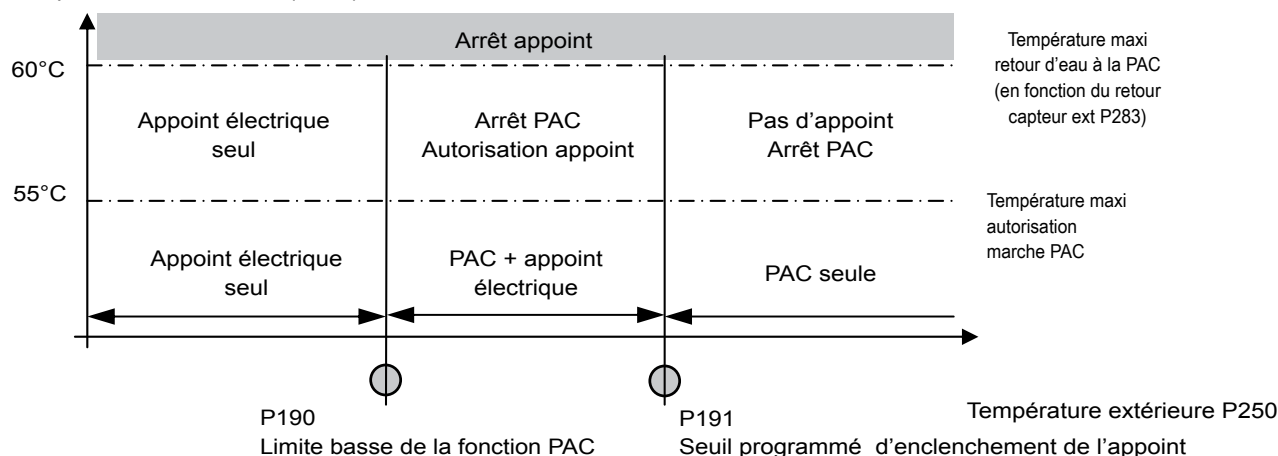 Arrêt appoint
Température maxi
retour d'eau à la PAC
(en fonction du retour
capteur ext P283)
60°C
Appoint électrique
seul
Arrêt PAC
Autorisation appoint
Pas d'appoint
Arrêt PAC
55°C
Température maxi
autorisation
marche PAC
Appoint électrique
seul
PAC + appoint
électrique
PAC seule
P190
Limite basse de la fonction PAC
P191
Seuil programmé d'enclenchement de l'appoint
Température extérieure P250